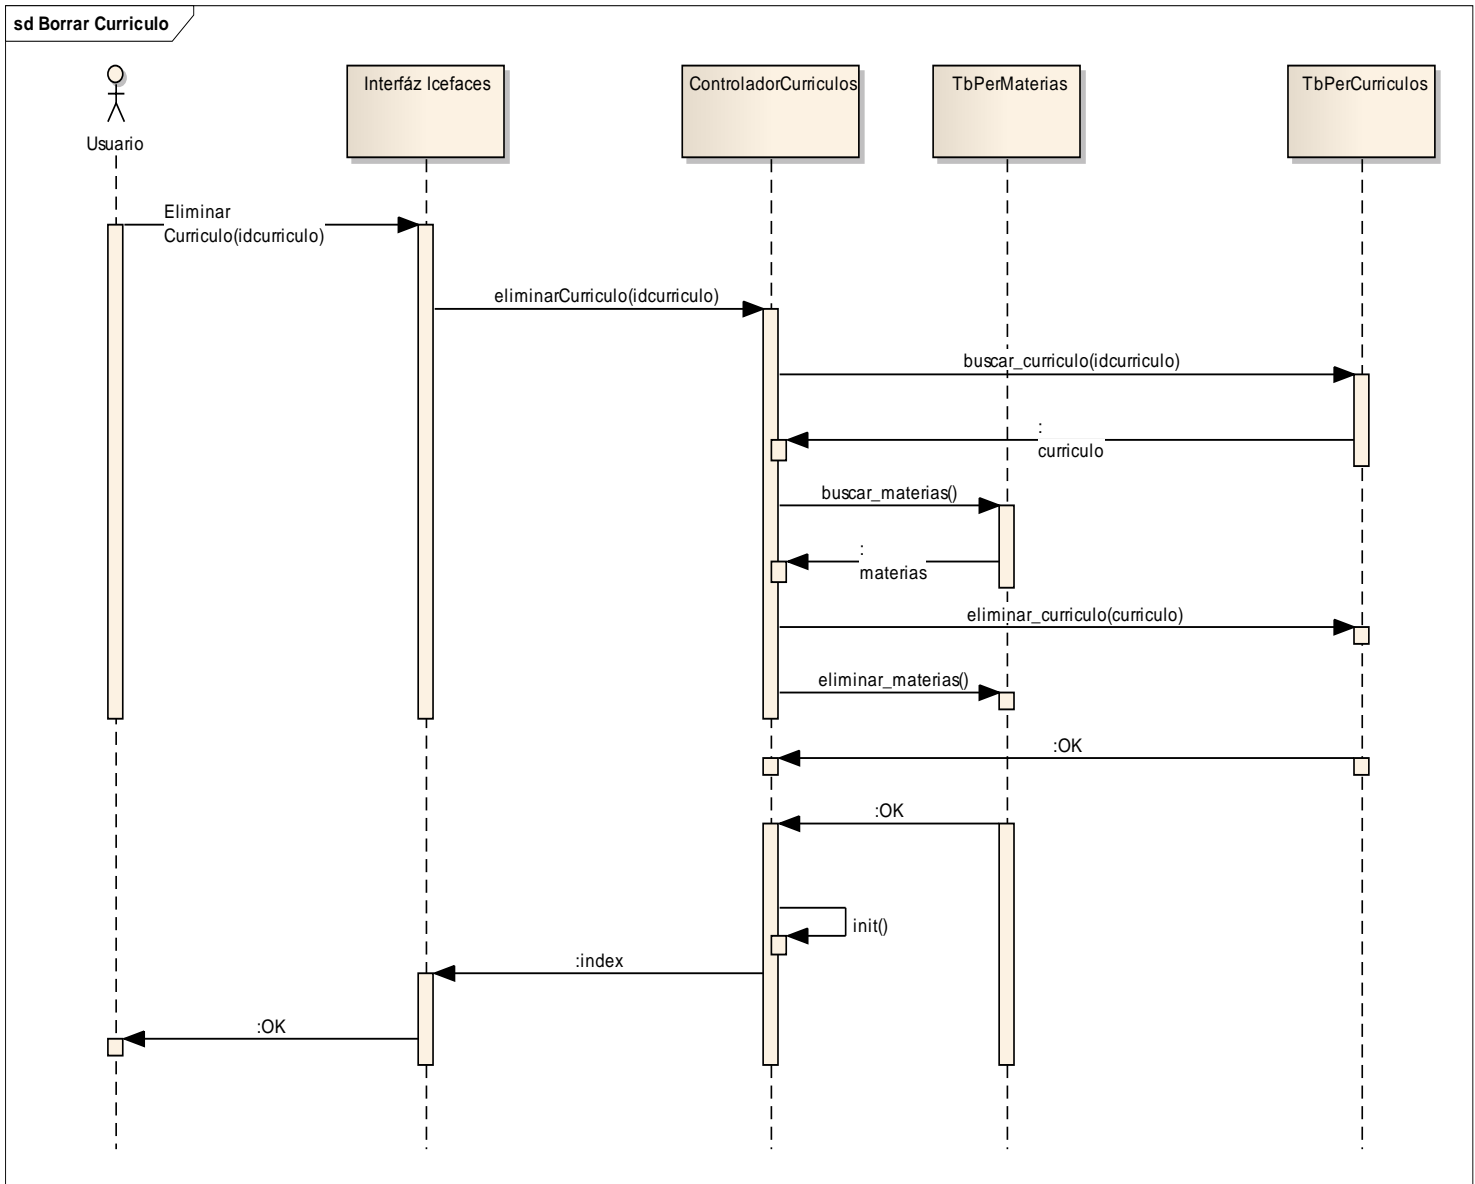 sd Borrar Curriculo
Interfáz Icefaces
ControladorCurriculos
TbPerMaterias
TbPerCurriculos
Usuario
Eliminar
Curriculo(idcurriculo)
eliminarCurriculo(idcurriculo)
buscar_curriculo(idcurriculo)
:
curriculo
buscar_materias()
:
materias
eliminar_curriculo(curriculo)
eliminar_materias()
:OK
:OK
init()
:index
:OK